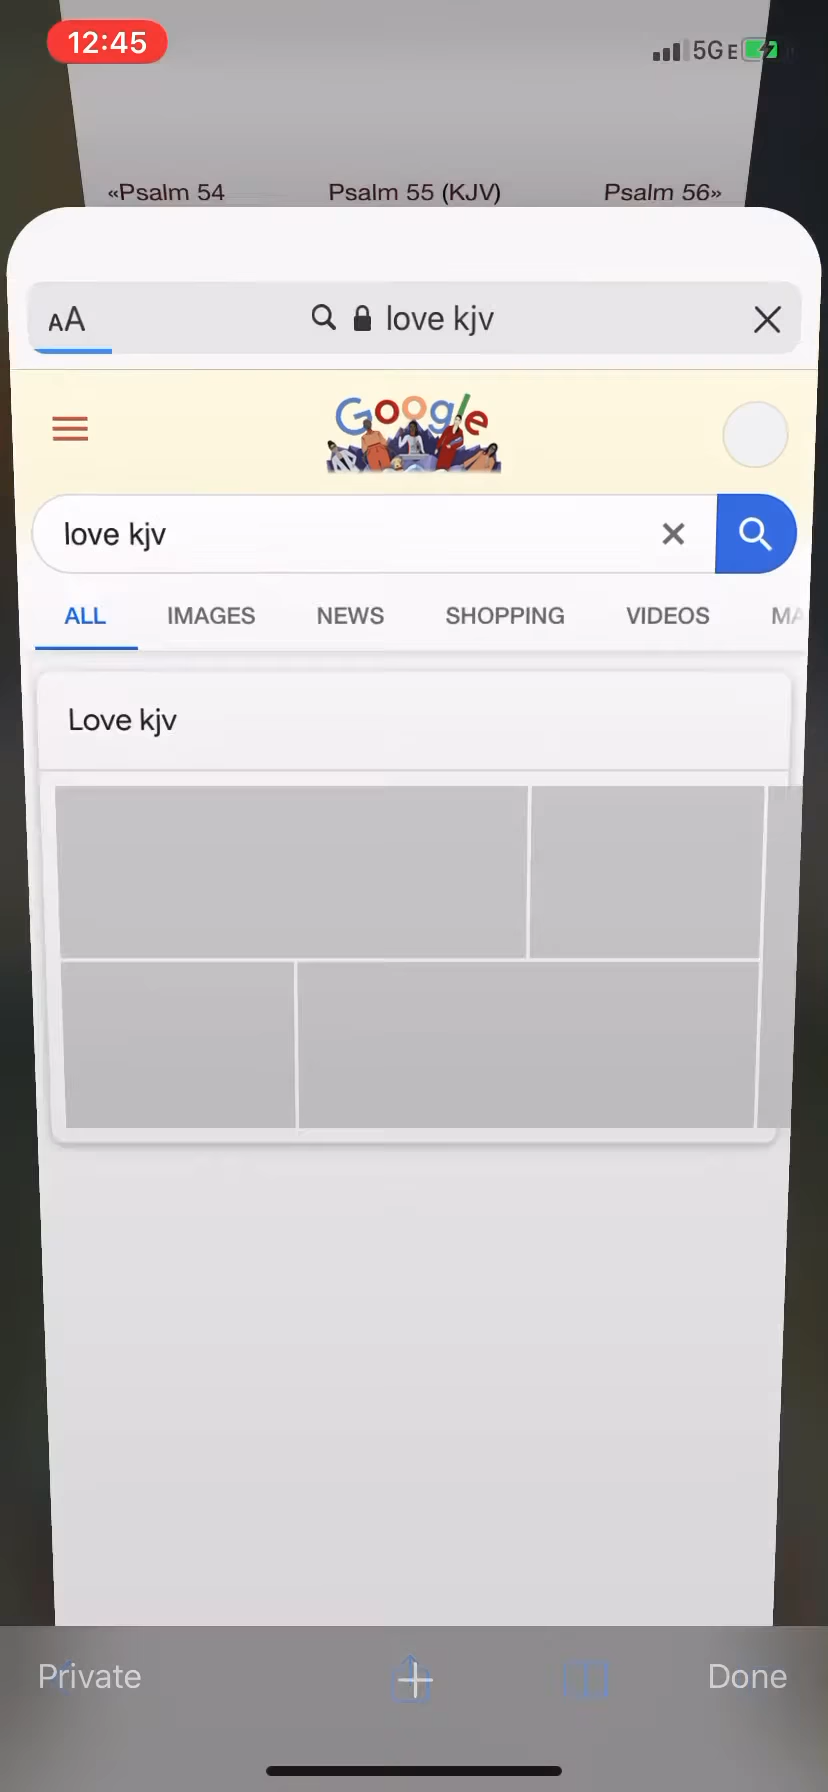 12:45
5G E
«Psalm 54 Psalm 55 (KJV) Psalm 56»
AA love kjv
Google
love kjv
ALL IMAGES NEWS SHOPPING VIDEOS MA
Love kjv
Private Done